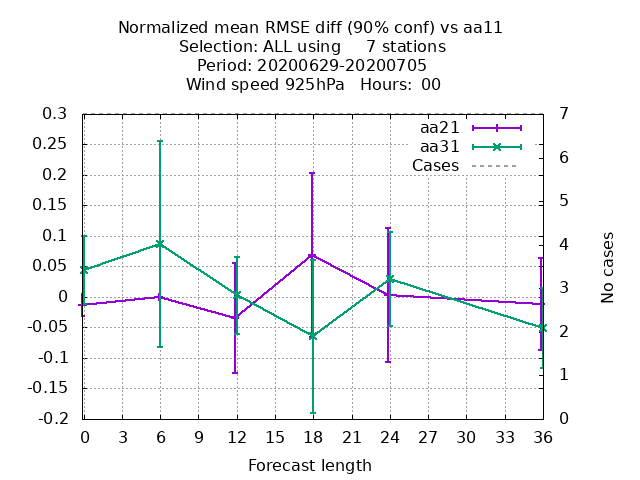 Normalized mean RMSE diff (90% conf) vs aa11
Selection: ALL using     7 stations
Period: 20200629-20200705
Wind speed 925hPa   Hours:  00
0.3
0.25
0.2
0.15
0.1
0.05
0
-0.05
-0.1
-0.15
-0.2
aa21
aa31
Cases
7
6
5
4
3
2
1
0
No cases
0 3 6 9 12 15 18 21 24 27 30 33 36
Forecast length